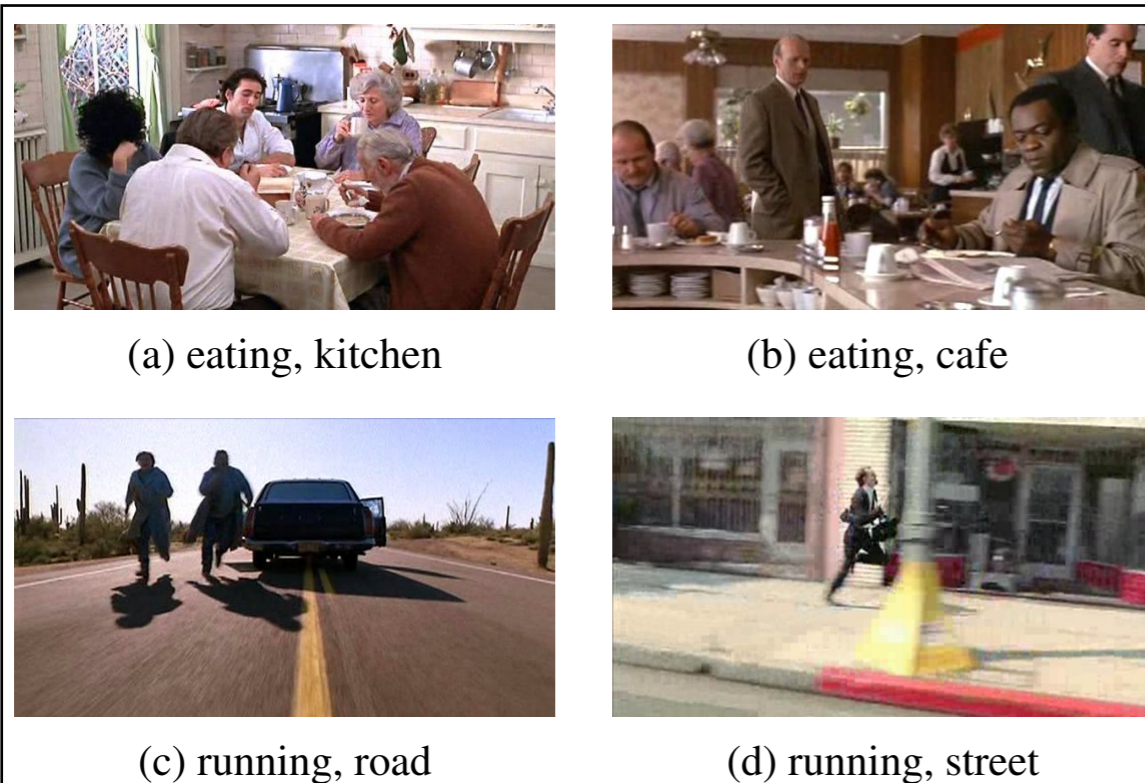 (a) eating, kitchen
(b) eating, cafe
(c) running, road
(d) running, street